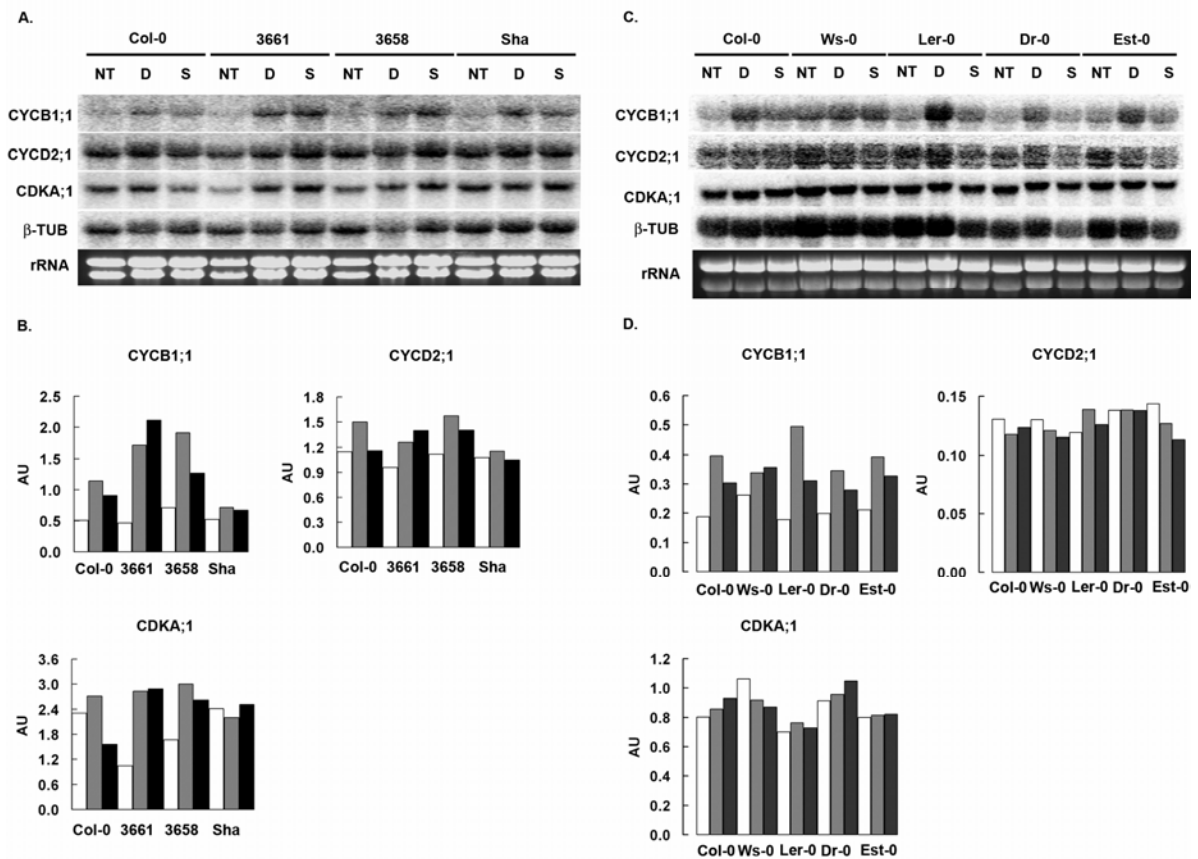 A.
Col-0 3661 3658 Sha
NT D S NT D S NT D S NT D S
CYCB1;1
CYCD2;1
CDKA;1
β-TUB
rRNA
B.
CYCB1;1
2.5
2.0
1.5
1.0
0.5
0.0
AU
Col-0 3661 3658 Sha
CYCD2;1
1.8
1.5
1.2
0.9
0.6
0.3
0.0
AU
Col-0 3661 3658 Sha
CDKA;1
3.6
3.0
2.4
1.8
1.2
0.6
0.0
AU
Col-0 3661 3658 Sha
C.
Col-0 Ws-0 Ler-0 Dr-0 Est-0
NT D S NT D S NT D S NT D S NT D S
CYCB1;1
CYCD2;1
CDKA;1
β-TUB
rRNA
D.
CYCB1;1
0.6
0.5
0.4
0.3
0.2
0.1
0.0
AU
Col-0 Ws-0 Ler-0 Dr-0 Est-0
CYCD2;1
0.15
0.10
0.05
0.00
AU
Col-0 Ws-0 Ler-0 Dr-0 Est-0
CDKA;1
1.2
1.0
0.8
0.6
0.4
0.2
0.0
AU
Col-0 Ws-0 Ler-0 Dr-0 Est-0